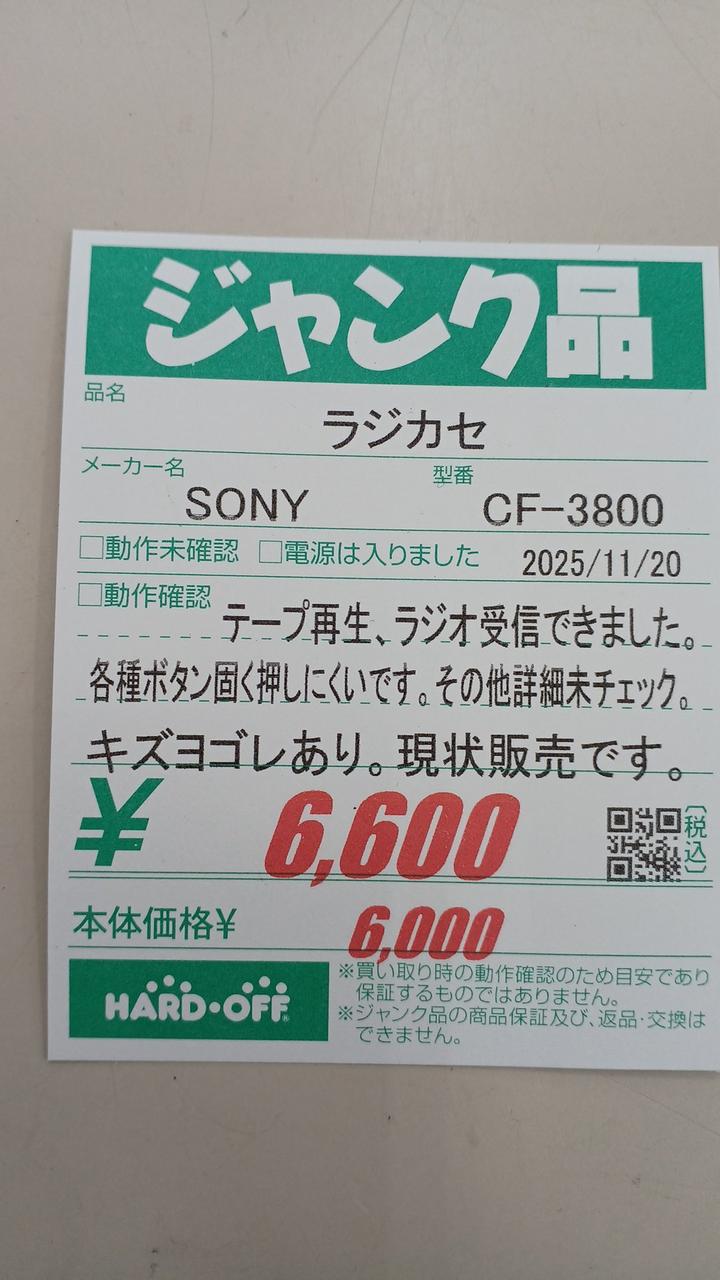 ジャンク品
品名
ラジカセ
メーカー名 型番
SONY CF-3800
□動作未確認 □電源は入りました 2025/11/20
□動作確認 テープ再生、ラジオ受信できました。
各種ボタン固く押しにくいです。その他詳細未チェック。
キズヨゴレあり。現状販売です。
¥ 6,600 〔税込〕
本体価格¥ 6,000
HARD・OFF®
※買い取り時の動作確認のため目安であり
保証するものではありません。
※ジャンク品の商品保証及び、返品・交換は
できません。